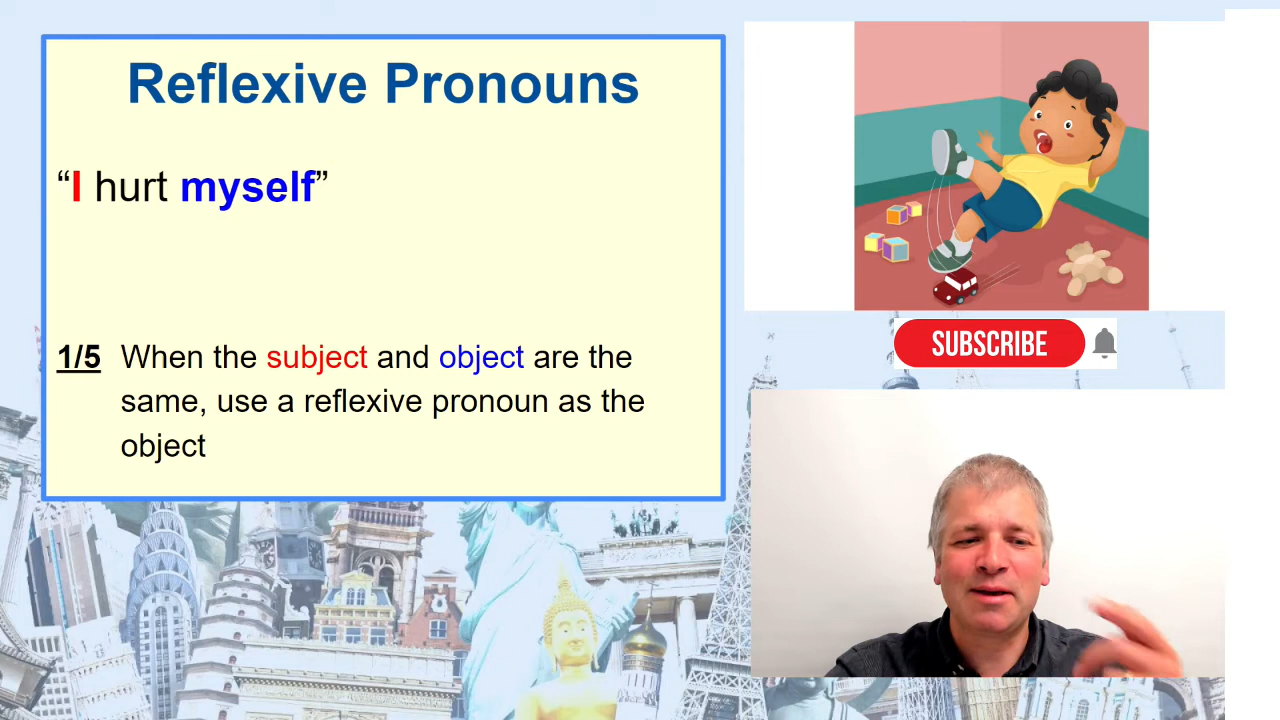 Reflexive Pronouns
“I hurt myself”
1/5 When the subject and object are the
same, use a reflexive pronoun as the
object
SUBSCRIBE